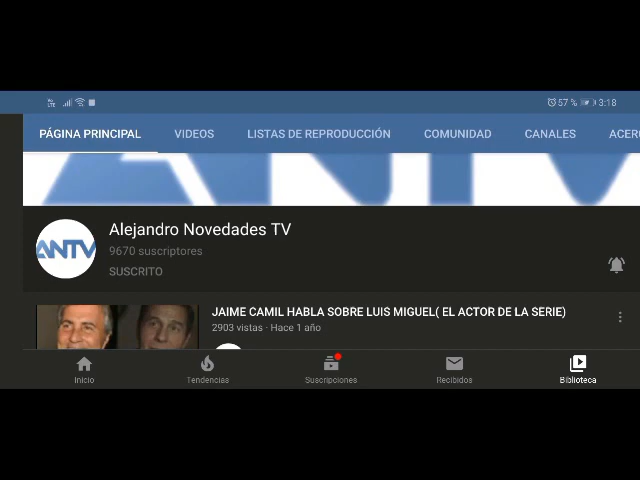 57 % 3:18
PÁGINA PRINCIPAL VIDEOS LISTAS DE REPRODUCCIÓN COMUNIDAD CANALES ACER
ANTV
ANTV
Alejandro Novedades TV
9670 suscriptores
SUSCRITO
JAIME CAMIL HABLA SOBRE LUIS MIGUEL( EL ACTOR DE LA SERIE)
2903 vistas · Hace 1 año
Inicio Tendencias Suscripciones Recibidos Biblioteca